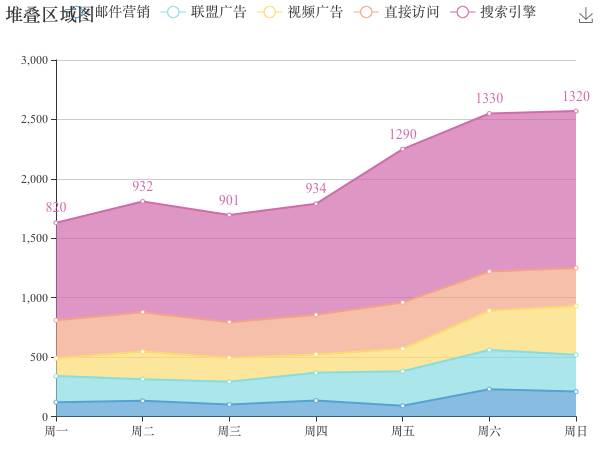 堆叠区域图
邮件营销 联盟广告 视频广告 直接访问 搜索引擎
3,000
2,500
2,000
1,500
1,000
500
0
820 932 901 934 1290 1330 1320
周一 周二 周三 周四 周五 周六 周日